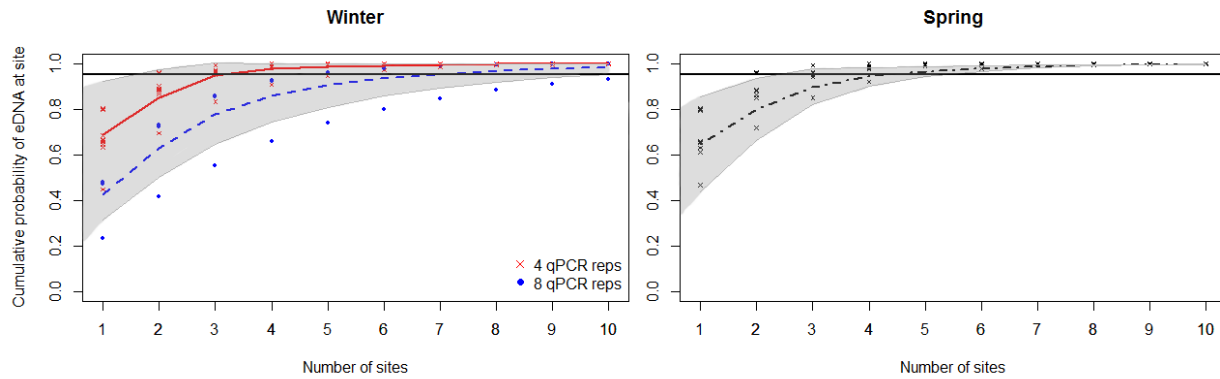 Winter
Spring
Cumulative probability of eDNA at site
1.0
0.8
0.6
0.4
0.2
0.0
4 qPCR reps
8 qPCR reps
1 2 3 4 5 6 7 8 9 10
Number of sites
1.0
0.8
0.6
0.4
0.2
0.0
1 2 3 4 5 6 7 8 9 10
Number of sites